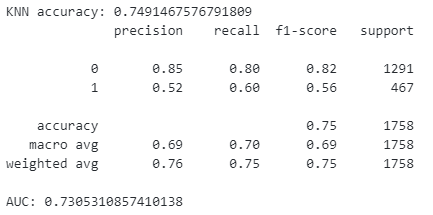 KNN accuracy: 0.7491467576791809
precision recall f1-score support
0 0.85 0.80 0.82 1291
1 0.52 0.60 0.56 467
accuracy 0.75 1758
macro avg 0.69 0.70 0.69 1758
weighted avg 0.76 0.75 0.75 1758
AUC: 0.7305310857410138